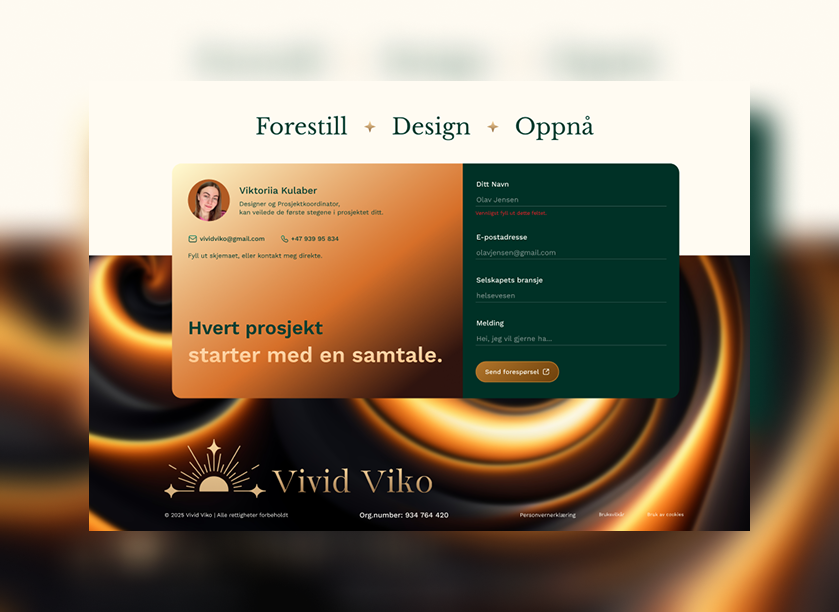 Forestill Design Oppnå
Viktoriia Kulaber
Designer og Prosjektkoordinator,
kan veilede de første stegene i prosjektet ditt.
vividviko@gmail.com +47 939 95 834
Fyll ut skjemaet, eller kontakt meg direkte.
Hvert prosjekt
starter med en samtale.
Ditt Navn
Olav Jensen
Vennligst fyll ut dette feltet.
E-postadresse
olavjensen@gmail.com
Selskapets bransje
helsevesen
Melding
Hei, jeg vil gjerne ha...
Send forespørsel
Vivid Viko
© 2025 Vivid Viko | Alle rettigheter forbeholdt
Org.number: 934 764 420
Personvernerklæring
Brukervilkår
Bruk av cookies